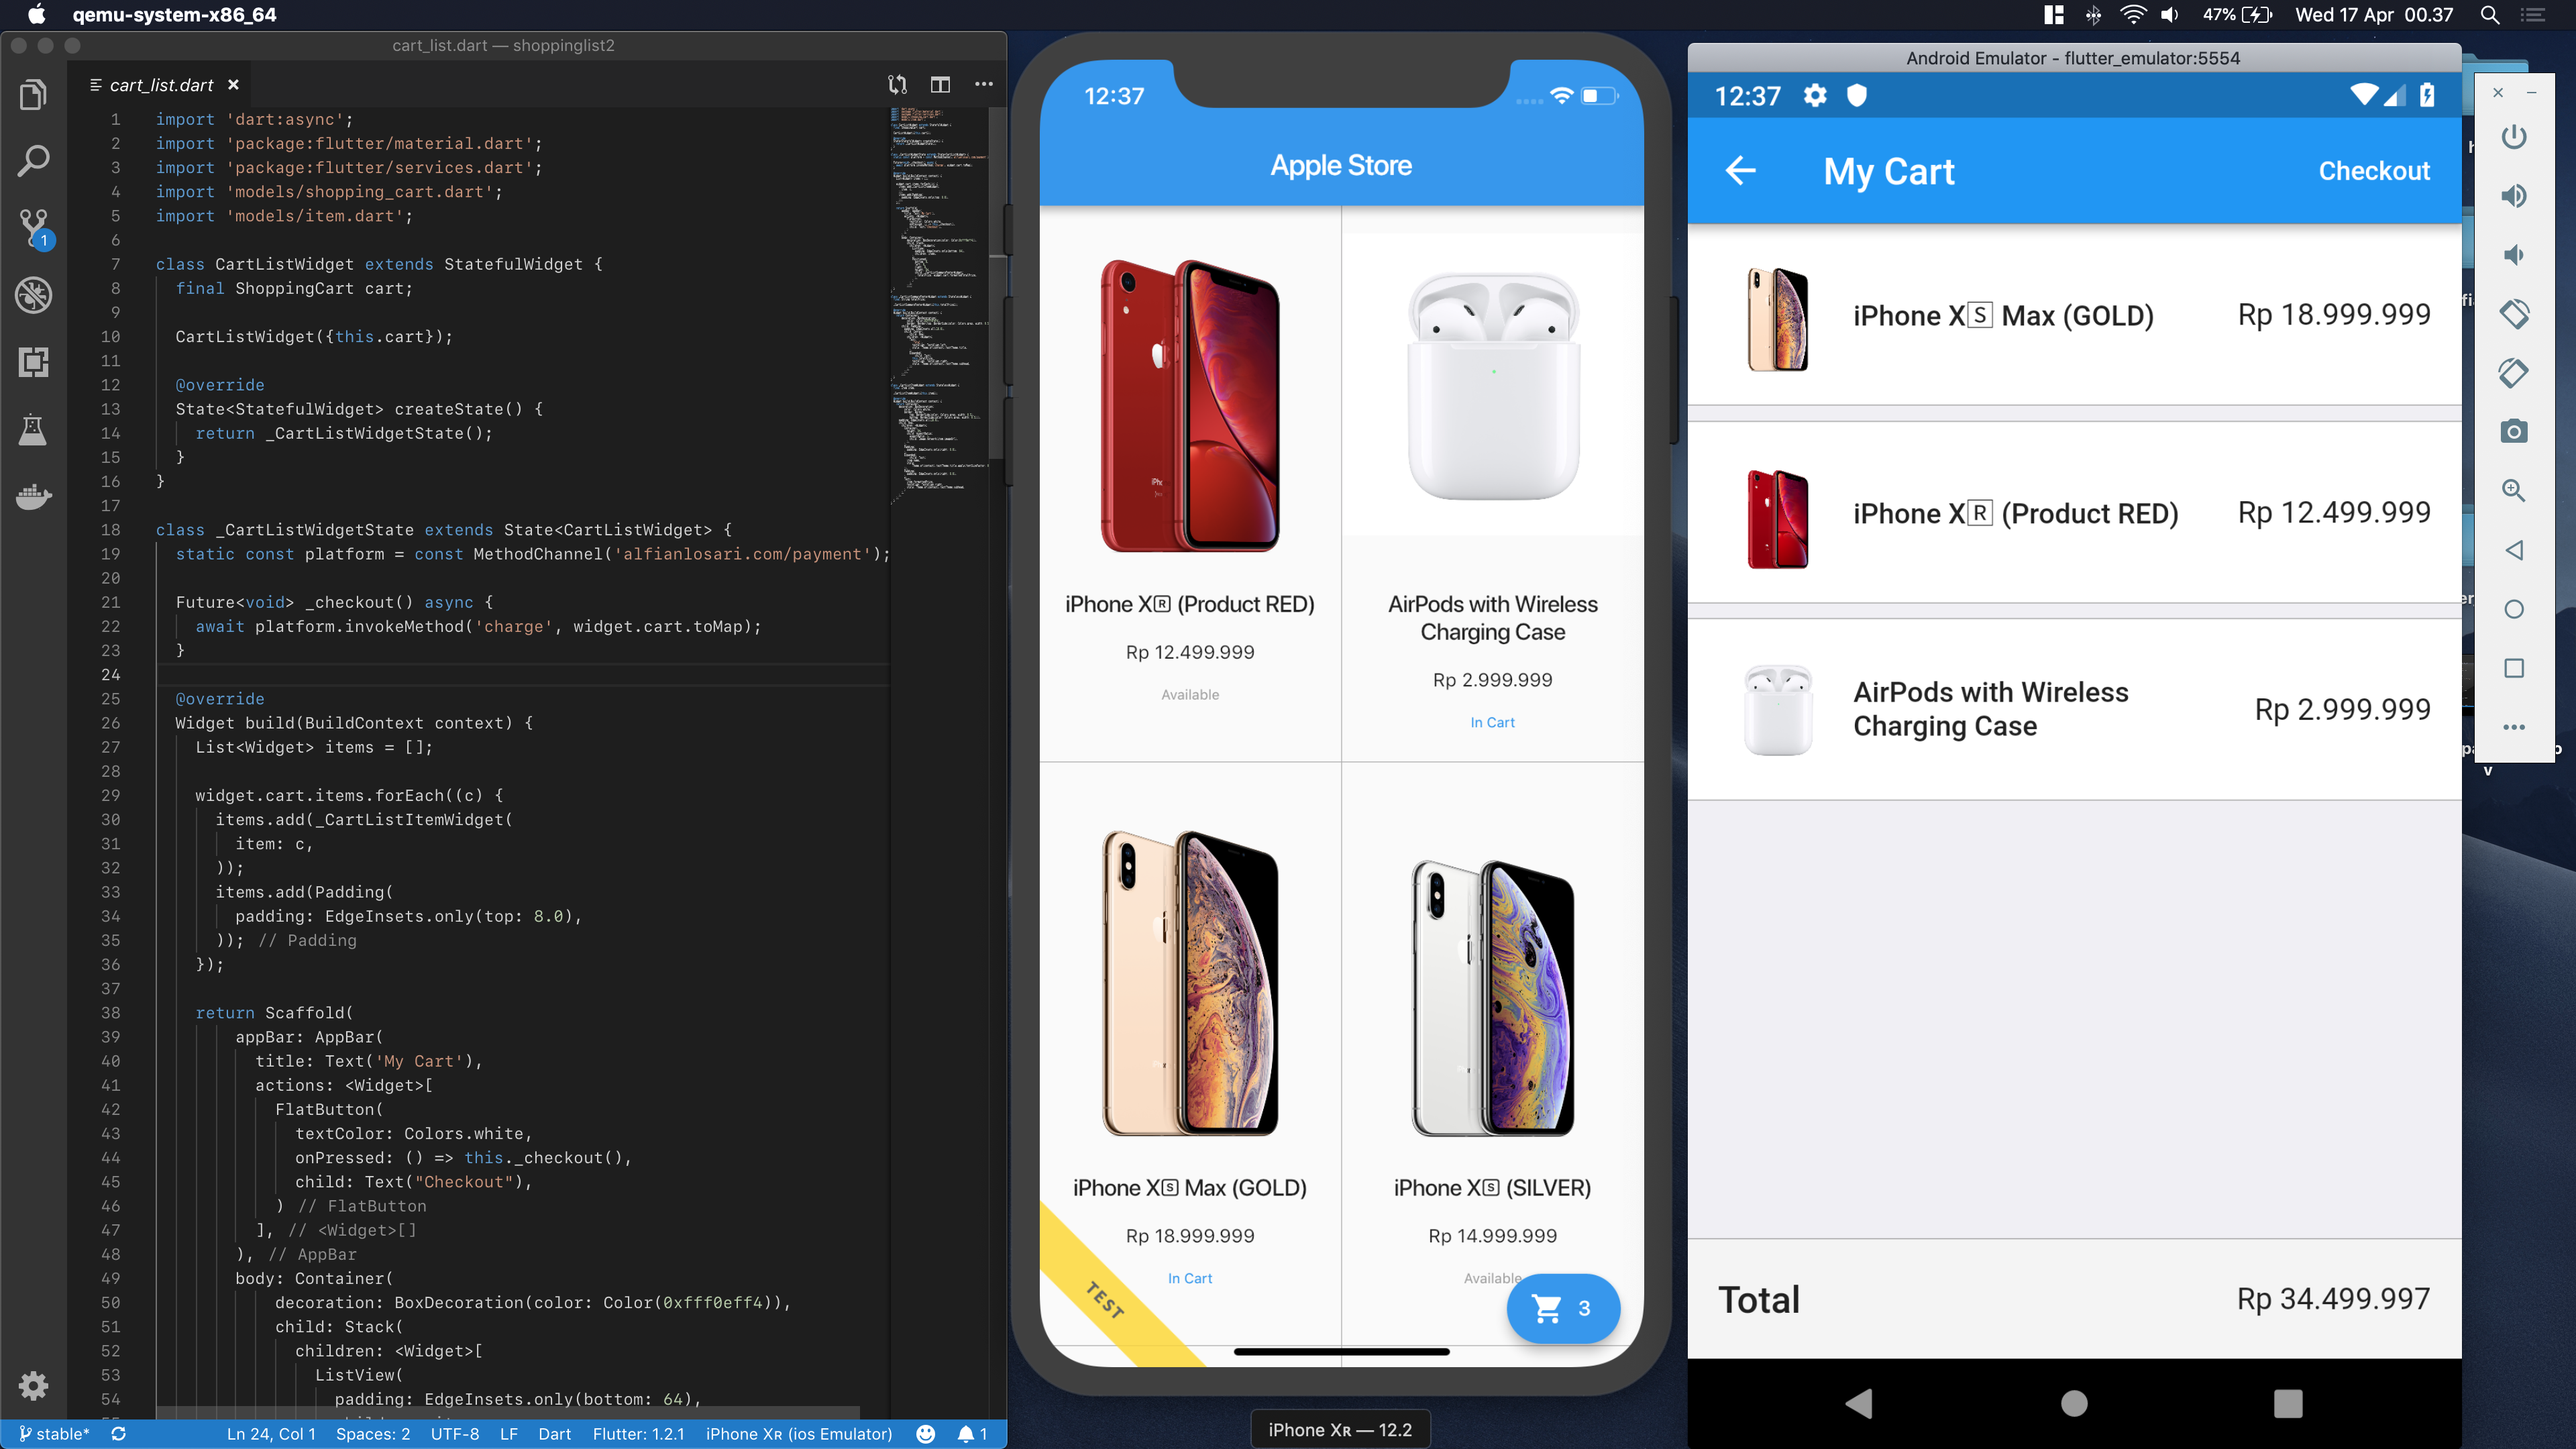 qemu-system-x86_64
47%
Wed 17 Apr 00.37
cart_list.dart — shoppinglist2
cart_list.dart
1 import 'dart:async';
2 import 'package:flutter/material.dart';
3 import 'package:flutter/services.dart';
4 import 'models/shopping_cart.dart';
5 import 'models/item.dart';
6
7 class CartListWidget extends StatefulWidget {
8 final ShoppingCart cart;
9
10 CartListWidget({this.cart});
11
12 @override
13 State<StatefulWidget> createState() {
14 return _CartListWidgetState();
15 }
16 }
17
18 class _CartListWidgetState extends State<CartListWidget> {
19 static const platform = const MethodChannel('alfianlosari.com/payment');
20
21 Future<void> _checkout() async {
22 await platform.invokeMethod('charge', widget.cart.toMap);
23 }
24
25 @override
26 Widget build(BuildContext context) {
27 List<Widget> items = [];
28
29 widget.cart.items.forEach((c) {
30 items.add(_CartListItemWidget(
31 item: c,
32 ));
33 items.add(Padding(
34 padding: EdgeInsets.only(top: 8.0),
35 )); // Padding
36 });
37
38 return Scaffold(
39 appBar: AppBar(
40 title: Text('My Cart'),
41 actions: <Widget>[
42 FlatButton(
43 textColor: Colors.white,
44 onPressed: () => this._checkout(),
45 child: Text("Checkout"),
46 ) // FlatButton
47 ], // <Widget>[]
48 ), // AppBar
49 body: Container(
50 decoration: BoxDecoration(color: Color(0xfff0eff4)),
51 child: Stack(
52 children: <Widget>[
53 ListView(
54 padding: EdgeInsets.only(bottom: 64),
1
stable*
Ln 24, Col 1
Spaces: 2
UTF-8
LF
Dart
Flutter: 1.2.1
iPhone Xʀ (ios Emulator)
1
12:37
Apple Store
iPhone X🅁 (Product RED)
Rp 12.499.999
Available
AirPods with Wireless
Charging Case
Rp 2.999.999
In Cart
iPhone X🅂 Max (GOLD)
Rp 18.999.999
In Cart
iPhone X🅂 (SILVER)
Rp 14.999.999
Available
TEST
3
iPhone Xʀ — 12.2
Android Emulator - flutter_emulator:5554
12:37
My Cart
Checkout
iPhone X🅂 Max (GOLD)
Rp 18.999.999
iPhone X🅁 (Product RED)
Rp 12.499.999
AirPods with Wireless
Charging Case
Rp 2.999.999
Total
Rp 34.499.997